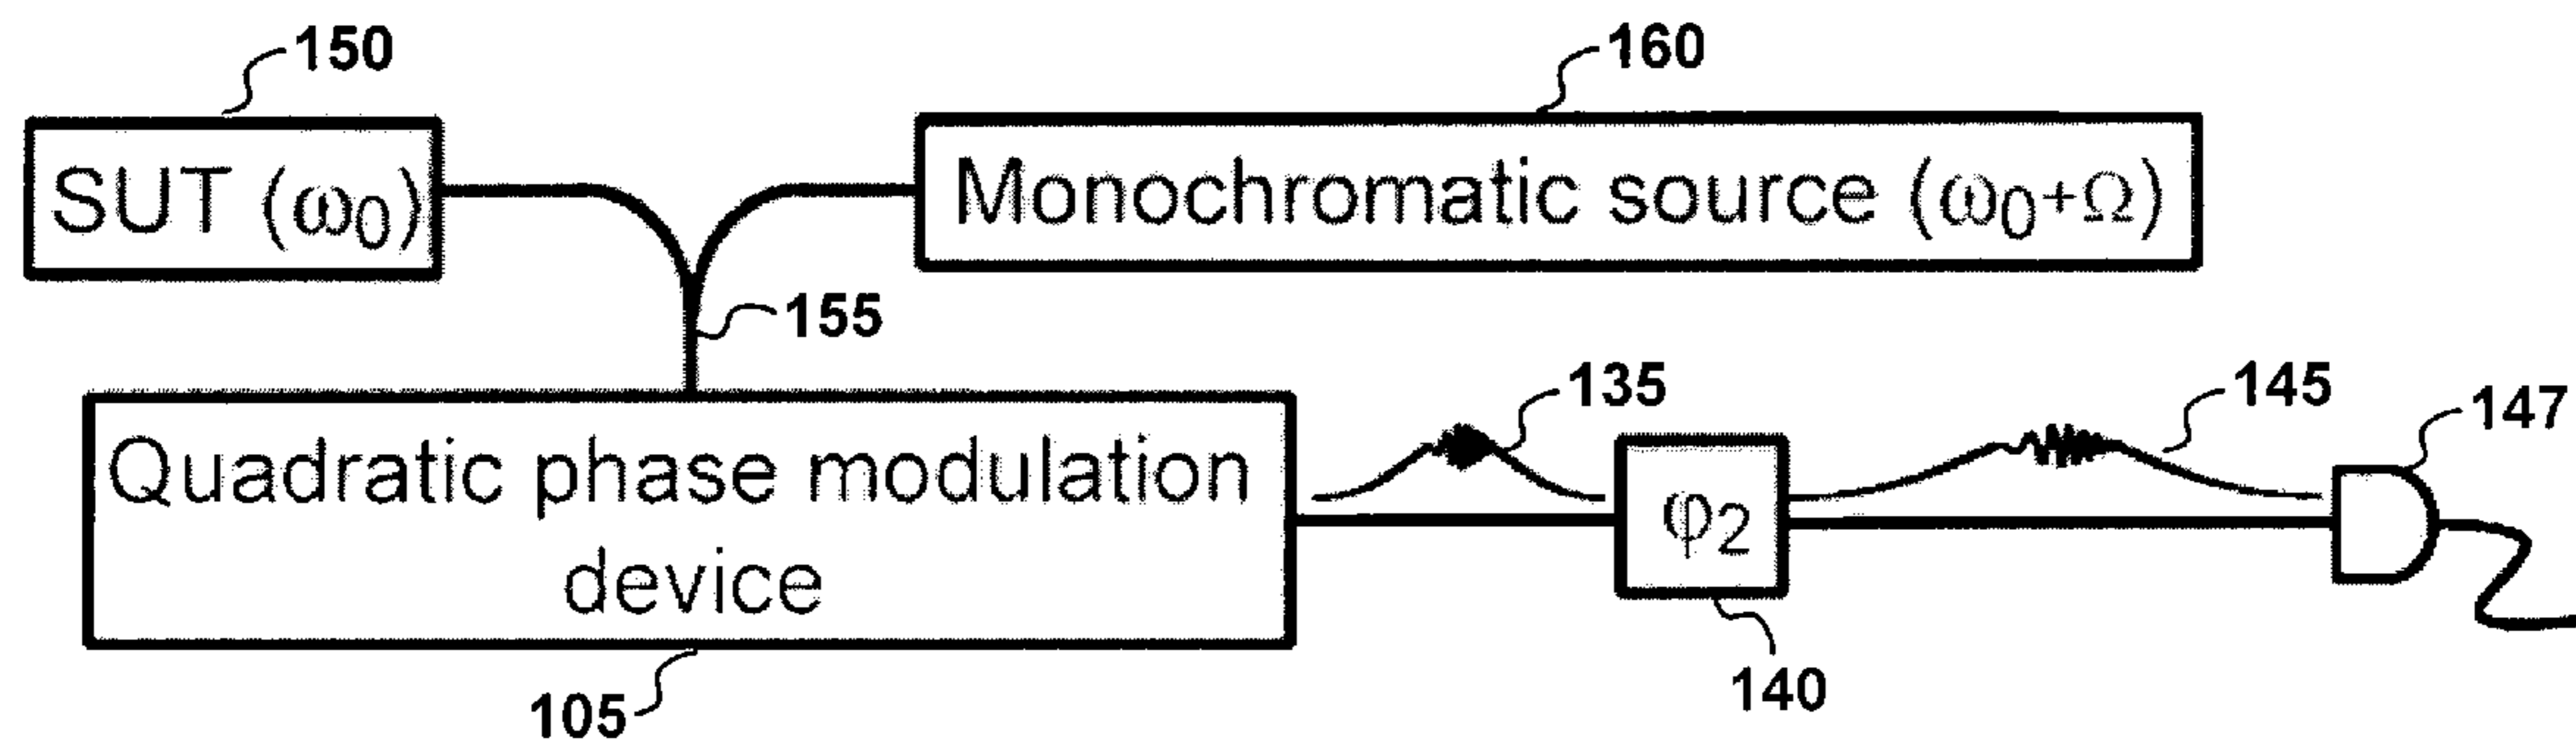 150
160
SUT (ω₀)
Monochromatic source (ω₀+Ω)
155
135
145
147
Quadratic phase modulation
device
φ₂
140
105